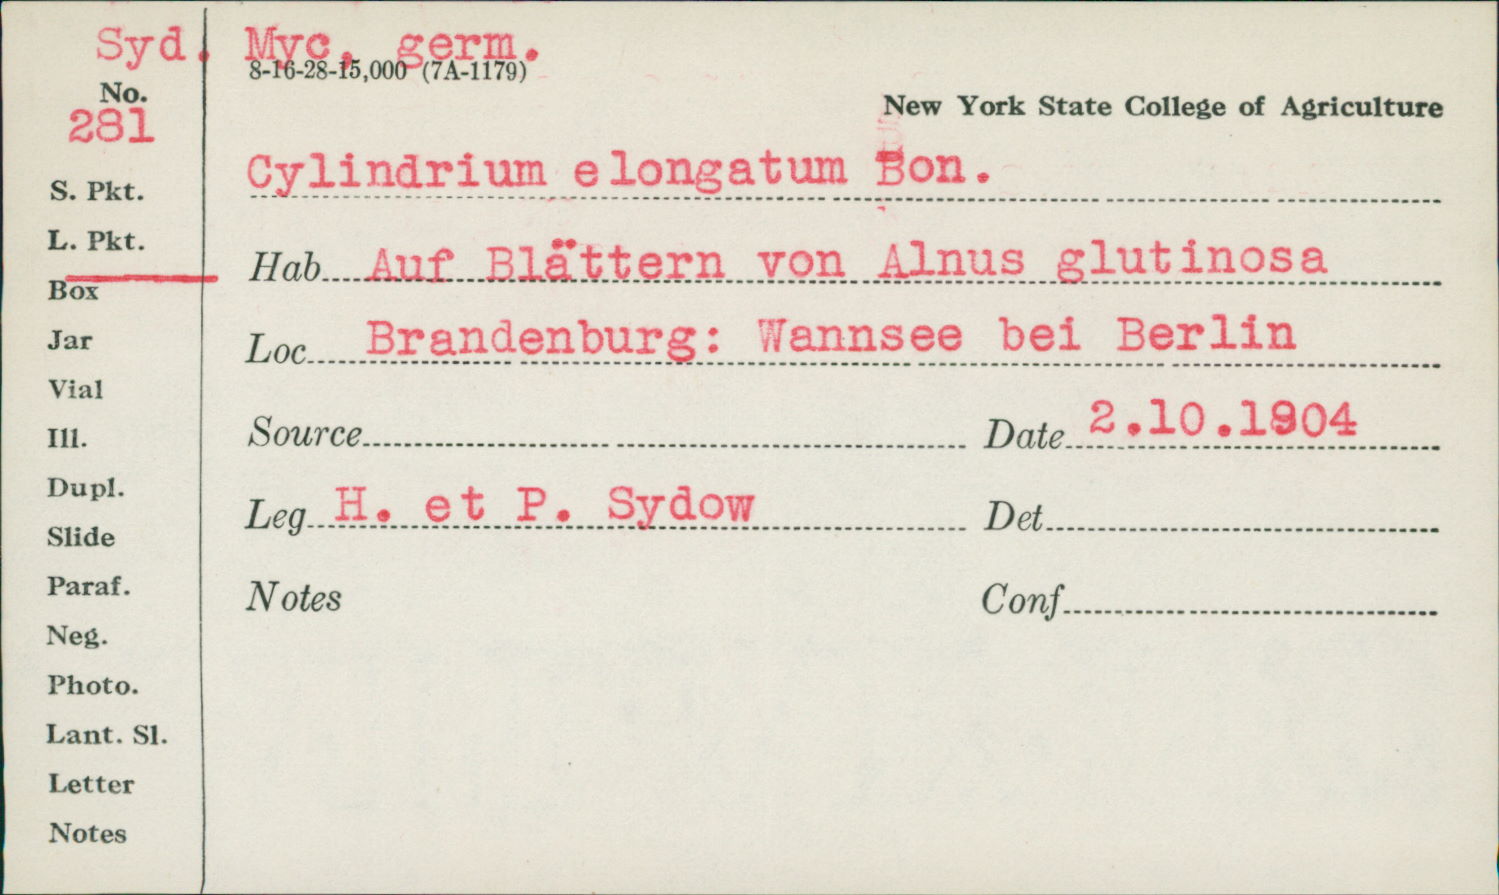 Syd. Myc. germ.
8-16-28-15,000 (7A-1179)
No.
281
New York State College of Agriculture
Cylindrium elongatum Bon.
S. Pkt.
L. Pkt.
Hab. Auf Blättern von Alnus glutinosa
Box
Loc. Brandenburg: Wannsee bei Berlin
Jar
Vial
Source Date 2.10.1904
Ill.
Dupl.
Leg. H. et P. Sydow Det.
Slide
Paraf.
Notes Conf.
Neg.
Photo.
Lant. Sl.
Letter
Notes